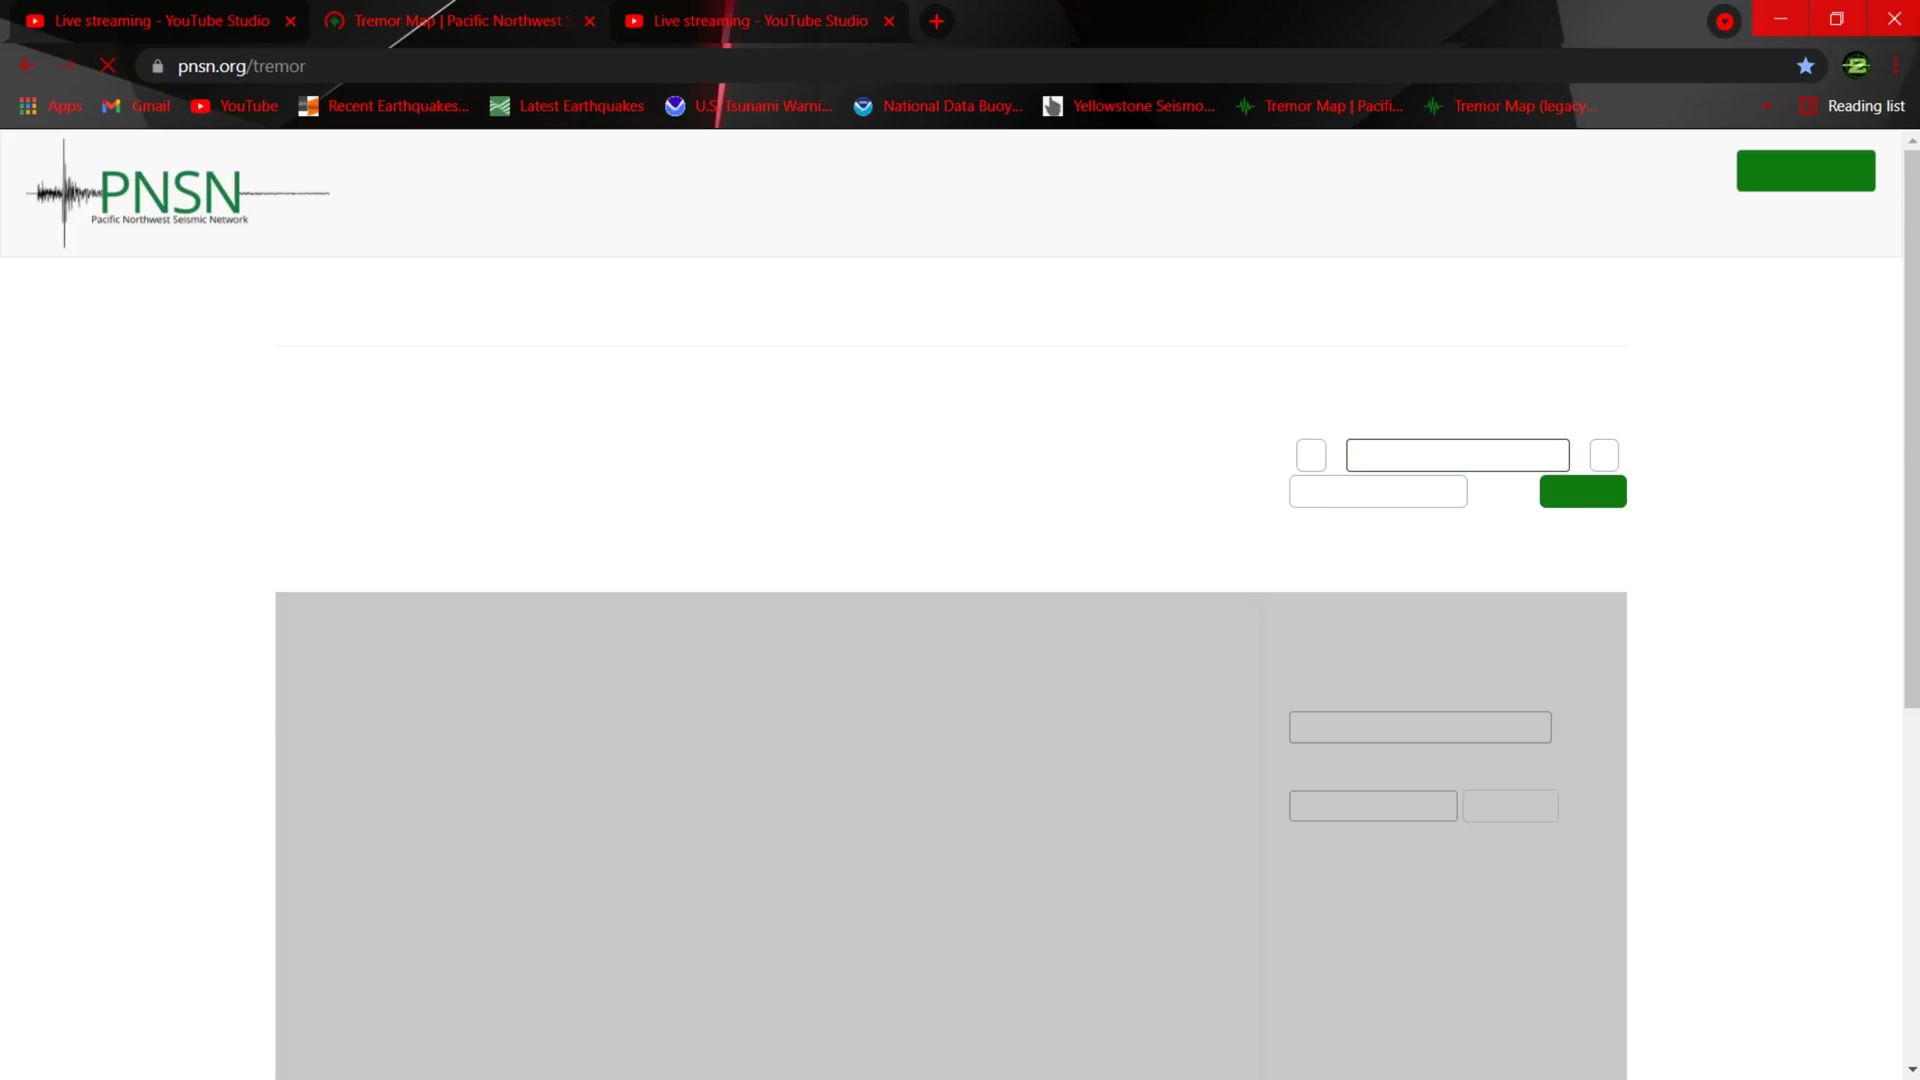 Live streaming - YouTube Studio
Tremor Map | Pacific Northwest S
Live streaming - YouTube Studio
pnsn.org/tremor
Apps
Gmail
YouTube
Recent Earthquakes...
Latest Earthquakes
U.S. Tsunami Warni...
National Data Buoy...
Yellowstone Seismo...
Tremor Map | Pacifi...
Tremor Map (legacy...
Reading list
PNSN
Pacific Northwest Seismic Network